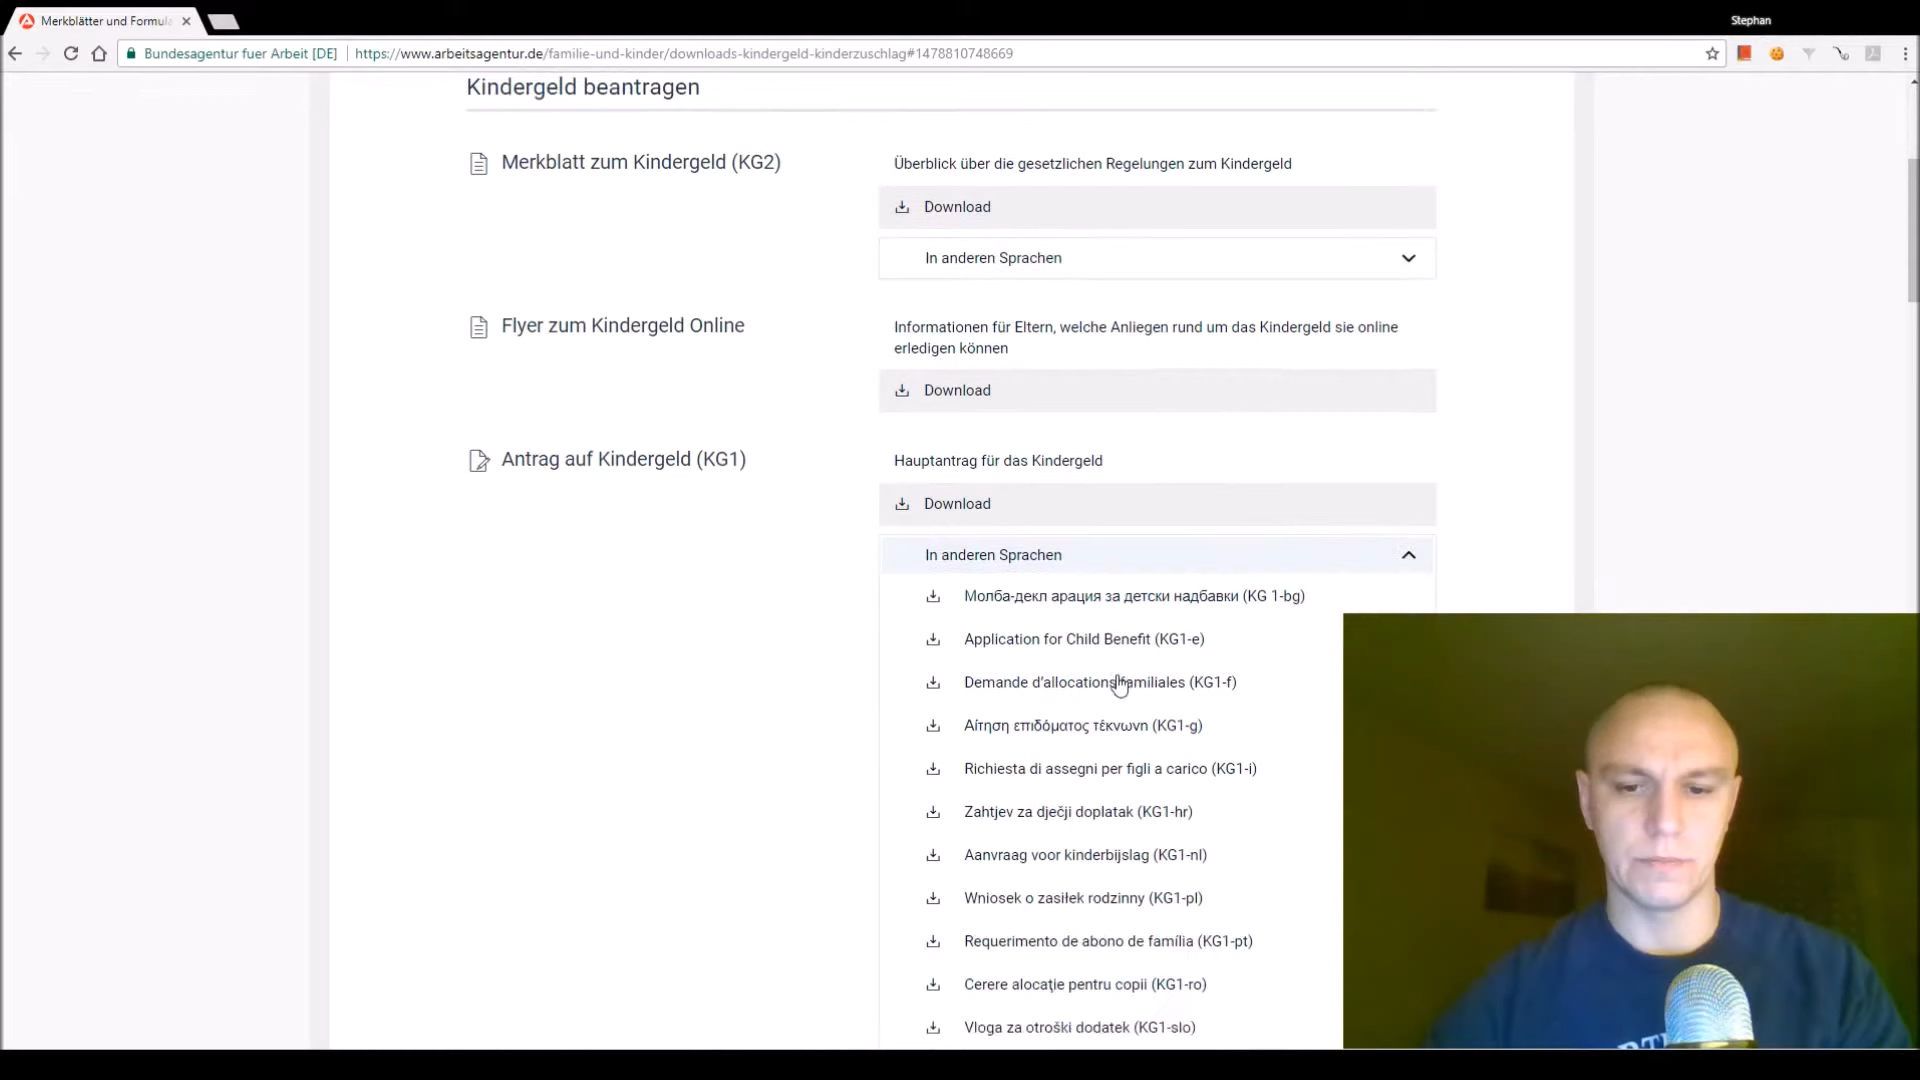 Merkblätter und Formula
Stephan
Bundesagentur fuer Arbeit [DE]
https://www.arbeitsagentur.de/familie-und-kinder/downloads-kindergeld-kinderzuschlag#1478810748669
Kindergeld beantragen
Merkblatt zum Kindergeld (KG2)
Überblick über die gesetzlichen Regelungen zum Kindergeld
Download
In anderen Sprachen
Flyer zum Kindergeld Online
Informationen für Eltern, welche Anliegen rund um das Kindergeld sie online
erledigen können
Download
Antrag auf Kindergeld (KG1)
Hauptantrag für das Kindergeld
Download
In anderen Sprachen
Молба-декл арация за детски надбавки (KG 1-bg)
Application for Child Benefit (KG1-e)
Demande d'allocations familiales (KG1-f)
Αίτηση επιδόματος τέκνωνn (KG1-g)
Richiesta di assegni per figli a carico (KG1-i)
Zahtjev za dječji doplatak (KG1-hr)
Aanvraag voor kinderbijslag (KG1-nl)
Wniosek o zasiłek rodzinny (KG1-pl)
Requerimento de abono de família (KG1-pt)
Cerere alocaţie pentru copii (KG1-ro)
Vloga za otroški dodatek (KG1-slo)